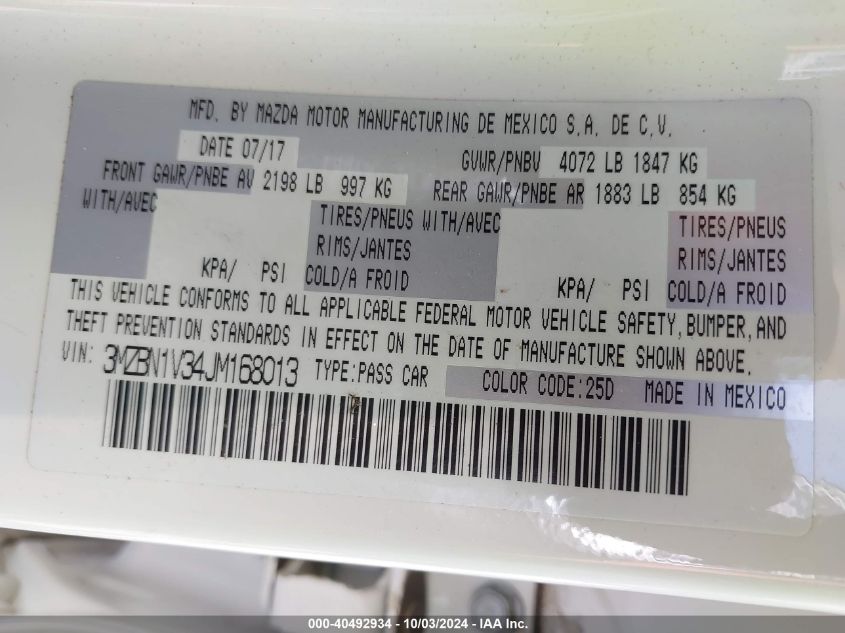 MFD. BY MAZDA MOTOR MANUFACTURING DE MEXICO S.A. DE C.V.
DATE 07/17 GVWR/PNBV 4072 LB 1847 KG
FRONT GAWR/PNBE AV 2198 LB 997 KG REAR GAWR/PNBE AR 1883 LB 854 KG
WITH/AVEC TIRES/PNEUS WITH/AVEC TIRES/PNEUS
RIMS/JANTES RIMS/JANTES
KPA/ PSI COLD/A FROID KPA/ PSI COLD/A FROID
THIS VEHICLE CONFORMS TO ALL APPLICABLE FEDERAL MOTOR VEHICLE SAFETY, BUMPER, AND
THEFT PREVENTION STANDARDS IN EFFECT ON THE DATE OF MANUFACTURE SHOWN ABOVE.
VIN: 3MZBN1V34JM168013 TYPE:PASS CAR COLOR CODE:25D MADE IN MEXICO
000-40492934 - 10/03/2024 - IAA Inc.